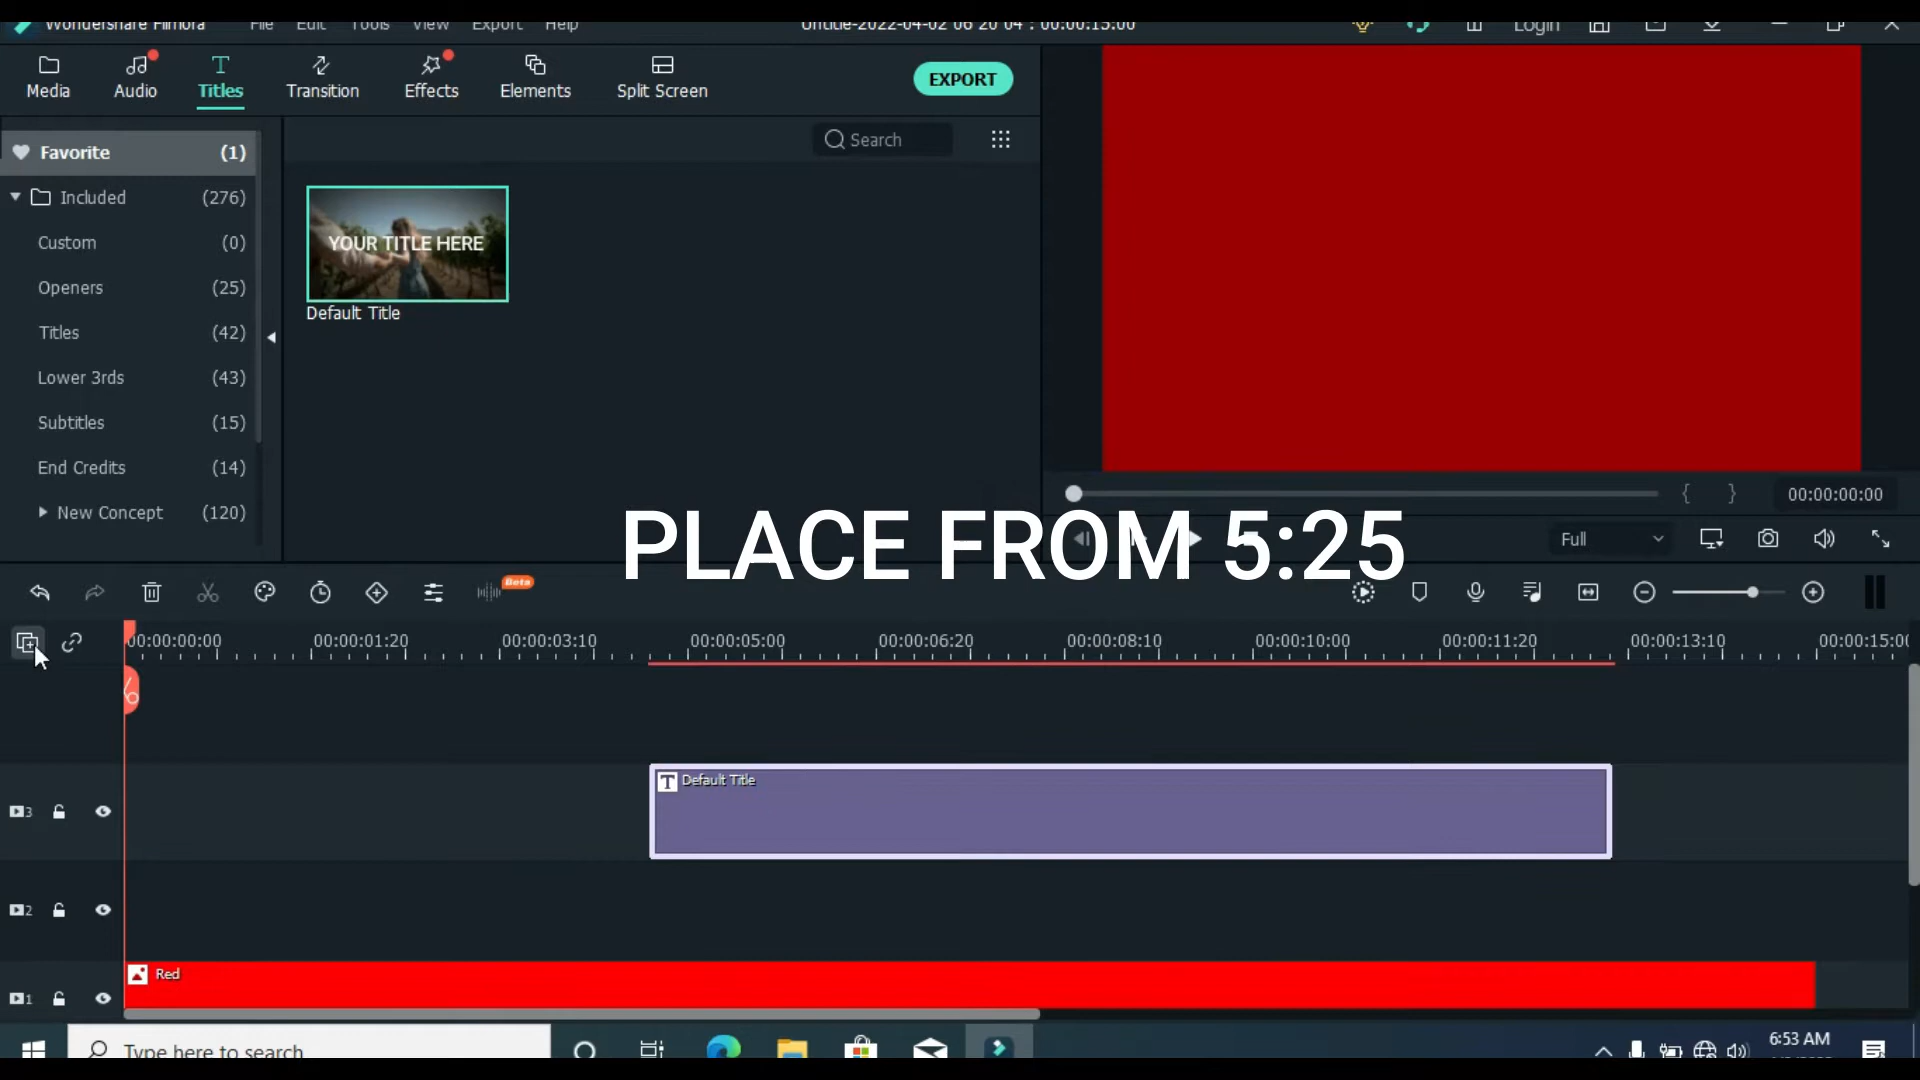 Wondershare Filmora File Edit Tools View Export Help Untitle-2022-04-02 06 20 04 : 00:00:15:00 Login
Media Audio Titles Transition Effects Elements Split Screen EXPORT
Favorite (1)
Search
Included (276)
Custom (0)
YOUR TITLE HERE
Openers (25)
Default Title
Titles (42)
Lower 3rds (43)
Subtitles (15)
End Credits (14)
{ } 00:00:00:00
New Concept (120)
PLACE FROM 5:25
Full
Beta
00:00:00:00 00:00:01:20 00:00:03:10 00:00:05:00 00:00:06:20 00:00:08:10 00:00:10:00 00:00:11:20 00:00:13:10 00:00:15:00
T Default Title
3
2
Red
1
Type here to search
6:53 AM